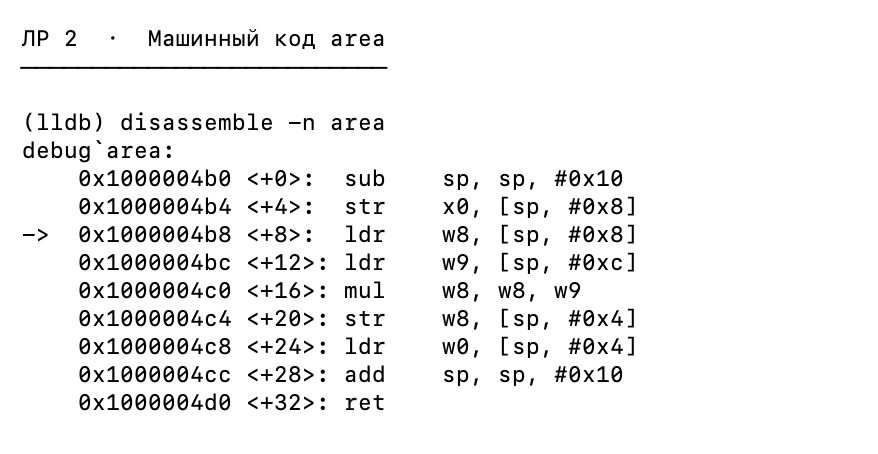 ЛР 2  ·  Машинный код area
(lldb) disassemble -n area
debug`area:
    0x1000004b0 <+0>:  sub    sp, sp, #0x10
    0x1000004b4 <+4>:  str    x0, [sp, #0x8]
->  0x1000004b8 <+8>:  ldr    w8, [sp, #0x8]
    0x1000004bc <+12>: ldr    w9, [sp, #0xc]
    0x1000004c0 <+16>: mul    w8, w8, w9
    0x1000004c4 <+20>: str    w8, [sp, #0x4]
    0x1000004c8 <+24>: ldr    w0, [sp, #0x4]
    0x1000004cc <+28>: add    sp, sp, #0x10
    0x1000004d0 <+32>: ret